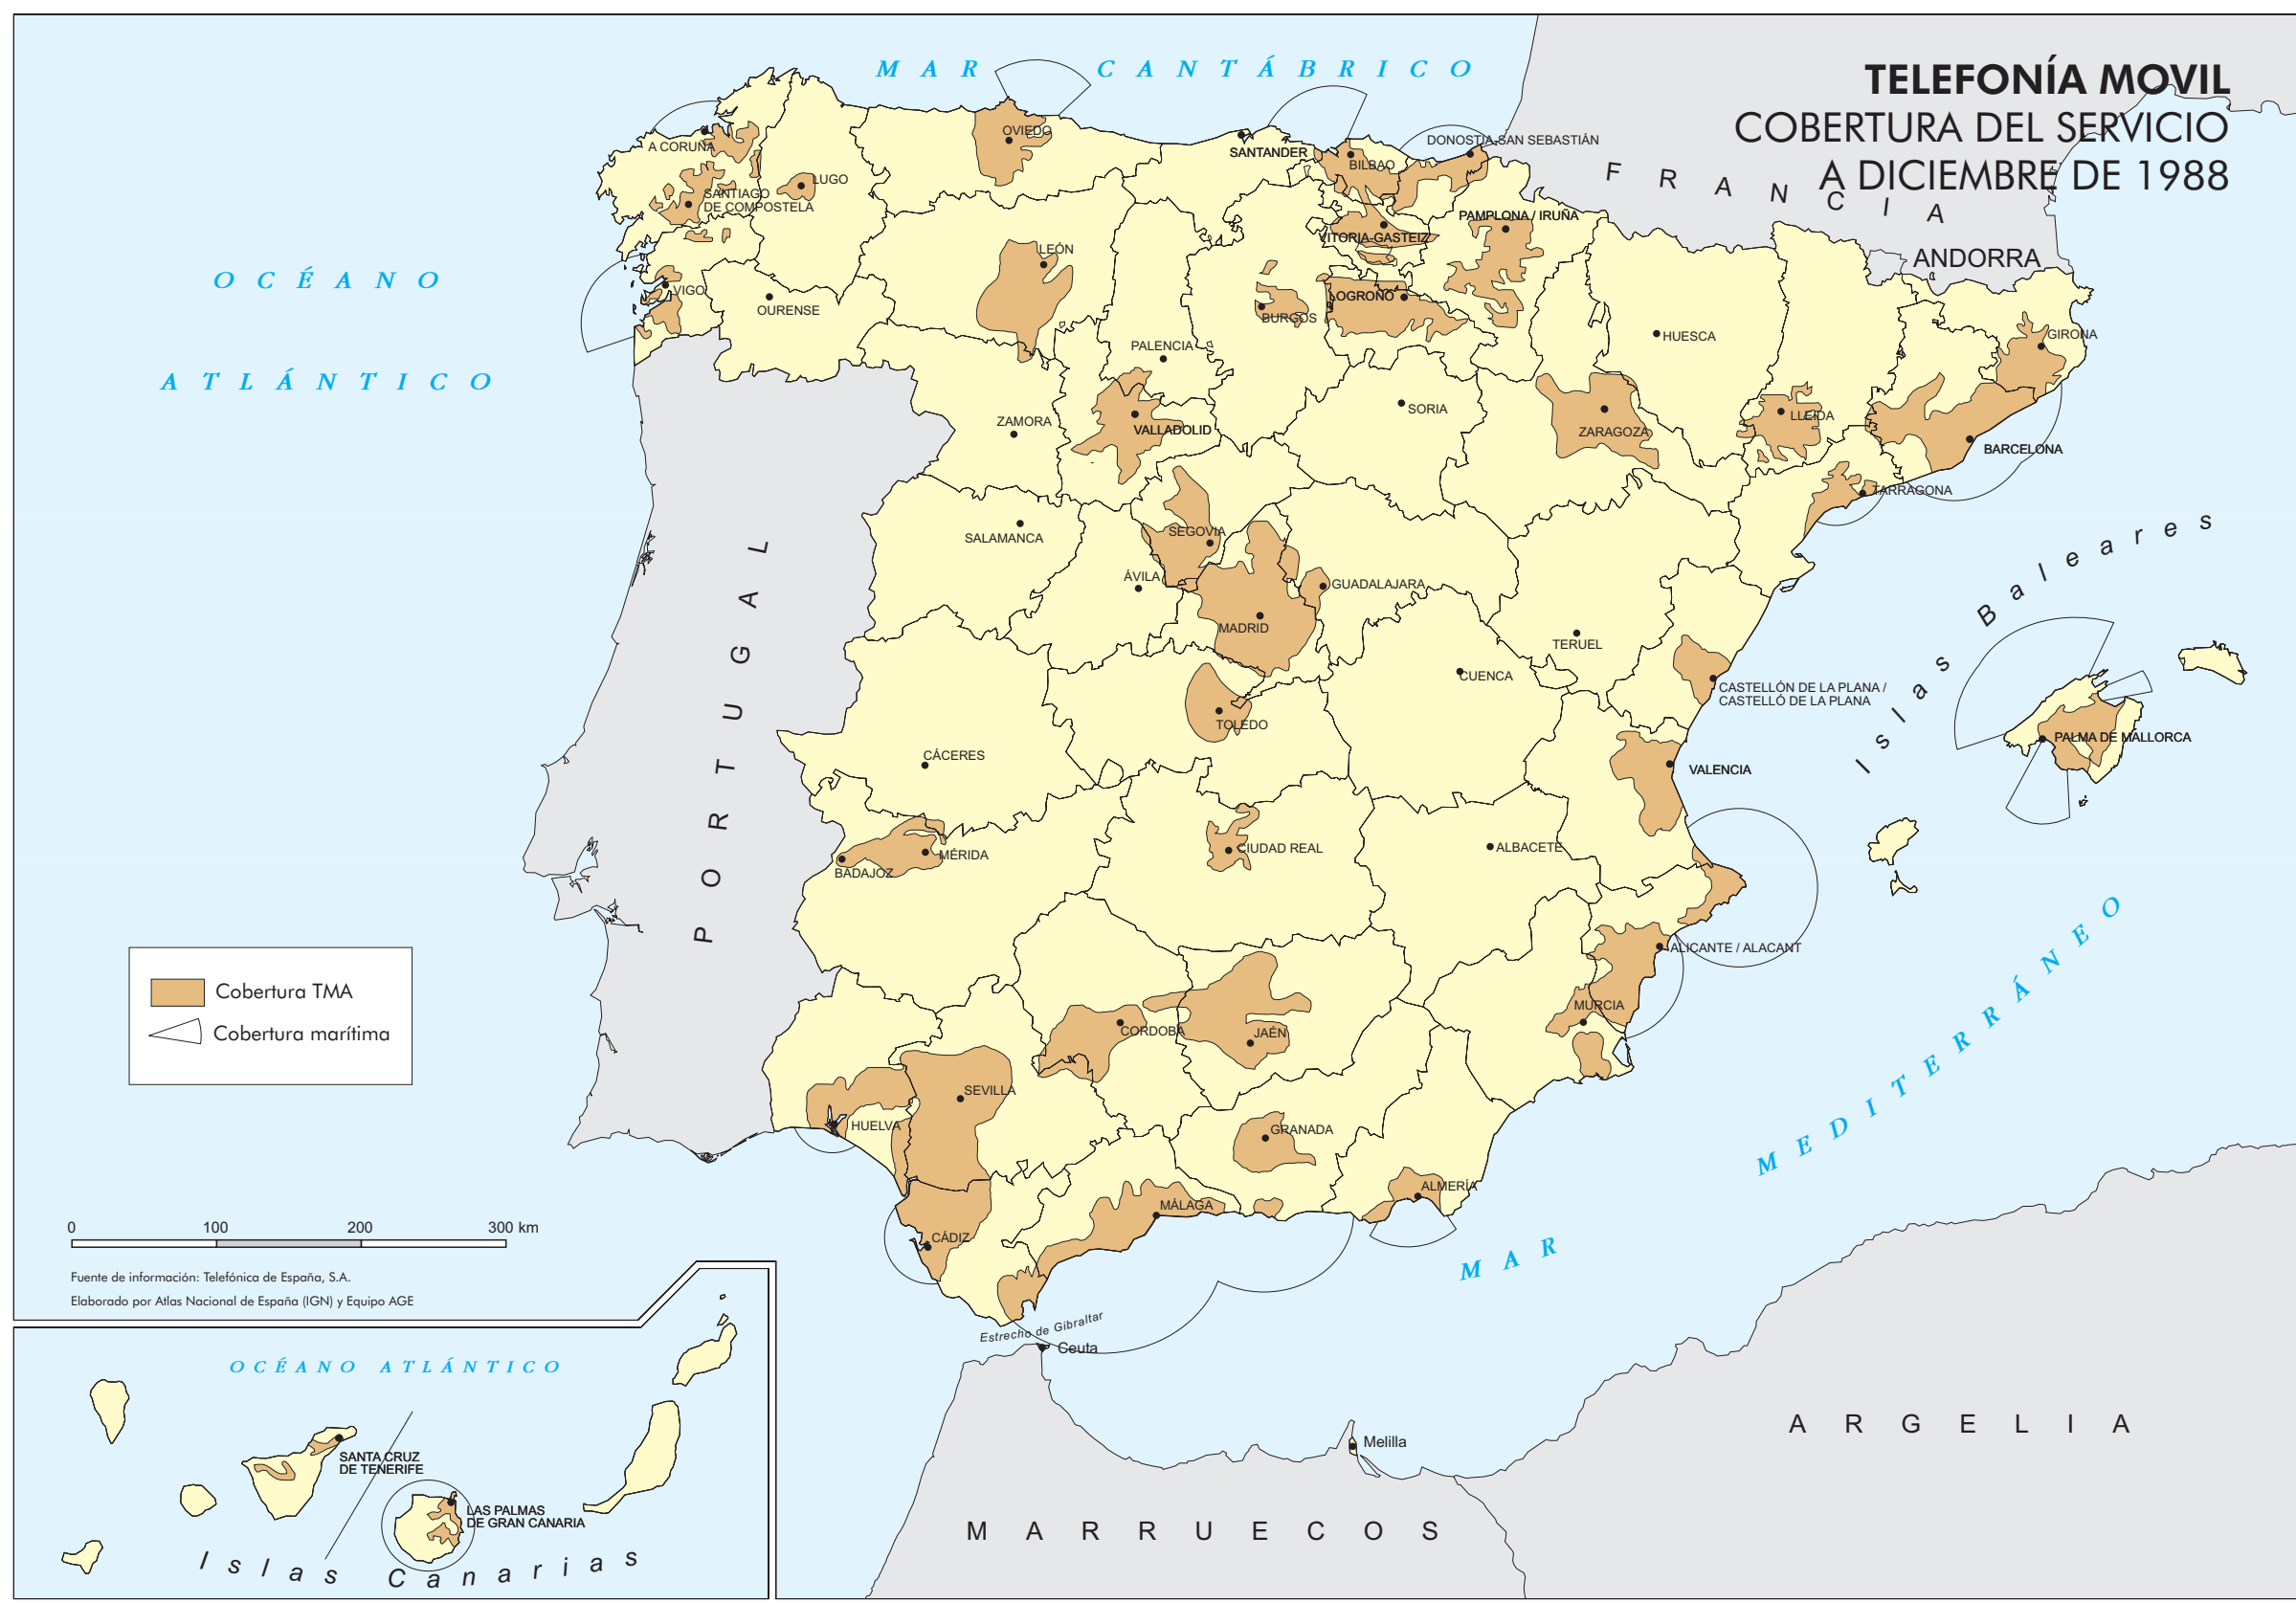 TELEFONÍA MOVIL
COBERTURA DEL SERVICIO
A DICIEMBRE DE 1988
MAR CANTÁBRICO
OCÉANO
ATLÁNTICO
FRANCIA
ANDORRA
PORTUGAL
A CORUÑA
SANTIAGO
DE COMPOSTELA
LUGO
OVIEDO
SANTANDER
BILBAO
DONOSTIA-SAN SEBASTIÁN
VITORIA-GASTEIZ
PAMPLONA / IRUÑA
LEÓN
VIGO
OURENSE
BURGOS
LOGROÑO
HUESCA
GIRONA
PALENCIA
ZAMORA
VALLADOLID
SORIA
ZARAGOZA
LLEIDA
BARCELONA
TARRAGONA
SALAMANCA
SEGOVIA
ÁVILA
GUADALAJARA
MADRID
TERUEL
CUENCA
TOLEDO
CASTELLÓN DE LA PLANA /
CASTELLÓ DE LA PLANA
Islas Baleares
PALMA DE MALLORCA
CÁCERES
VALENCIA
MÉRIDA
BADAJOZ
CIUDAD REAL
ALBACETE
ALICANTE / ALACANT
MURCIA
CORDOBA
JAÉN
SEVILLA
HUELVA
GRANADA
ALMERÍA
MÁLAGA
CÁDIZ
MAR MEDITERRÁNEO
Estrecho de Gibraltar
Ceuta
Melilla
MARRUECOS
ARGELIA
Cobertura TMA
Cobertura marítima
0 100 200 300 km
Fuente de información: Telefónica de España, S.A.
Elaborado por Atlas Nacional de España (IGN) y Equipo AGE
OCÉANO ATLÁNTICO
SANTA CRUZ
DE TENERIFE
LAS PALMAS
DE GRAN CANARIA
Islas Canarias